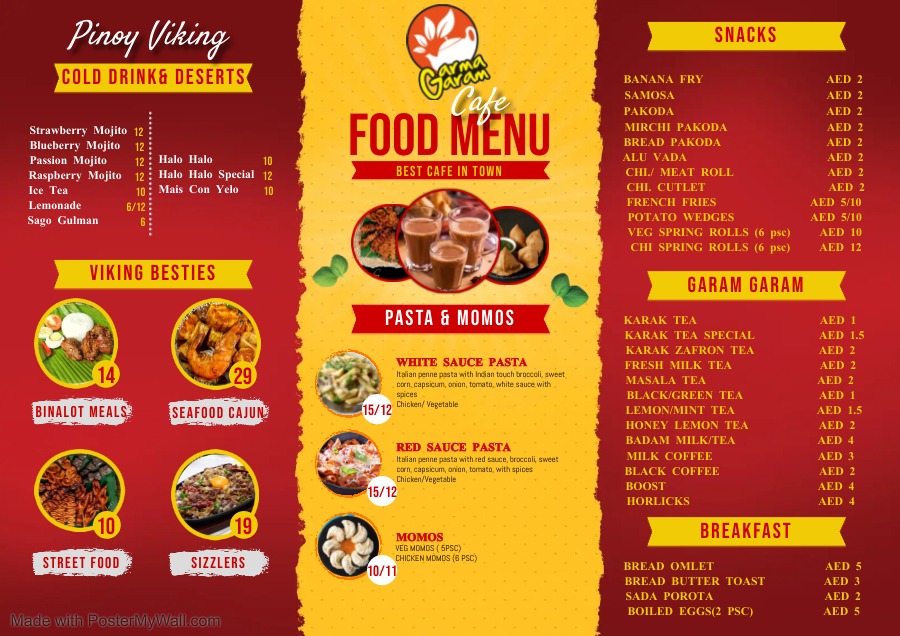 Pinoy Viking
COLD DRINK& DESERTS
Strawberry Mojito 12
Blueberry Mojito 12
Passion Mojito 12
Raspberry Mojito 12
Ice Tea 10
Lemonade 6/12
Sago Gulman 6
Halo Halo 10
Halo Halo Special 12
Mais Con Yelo 10
VIKING BESTIES
14
BINALOT MEALS
29
SEAFOOD CAJUN
10
STREET FOOD
19
SIZZLERS
Made with PosterMyWall.com
Garma
Garam
Cafe
FOOD MENU
BEST CAFE IN TOWN
PASTA & MOMOS
WHITE SAUCE PASTA
Italian penne pasta with Indian touch broccoli, sweet
corn, capsicum, onion, tomato, white sauce with
spices
Chicken/ Vegetable
15/12
RED SAUCE PASTA
Italian penne pasta with red sauce, broccoli, sweet
corn, capsicum, onion, tomato, with spices
Chicken/Vegetable
15/12
MOMOS
VEG MOMOS ( 5PSC)
CHICKEN MOMOS (6 PSC)
10/11
SNACKS
BANANA FRY AED 2
SAMOSA AED 2
PAKODA AED 2
MIRCHI PAKODA AED 2
BREAD PAKODA AED 2
ALU VADA AED 2
CHI./ MEAT ROLL AED 2
CHI. CUTLET AED 2
FRENCH FRIES AED 5/10
POTATO WEDGES AED 5/10
VEG SPRING ROLLS (6 psc) AED 10
CHI SPRING ROLLS (6 psc) AED 12
GARAM GARAM
KARAK TEA AED 1
KARAK TEA SPECIAL AED 1.5
KARAK ZAFRON TEA AED 2
FRESH MILK TEA AED 2
MASALA TEA AED 2
BLACK/GREEN TEA AED 1
LEMON/MINT TEA AED 1.5
HONEY LEMON TEA AED 2
BADAM MILK/TEA AED 4
MILK COFFEE AED 3
BLACK COFFEE AED 2
BOOST AED 4
HORLICKS AED 4
BREAKFAST
BREAD OMLET AED 5
BREAD BUTTER TOAST AED 3
SADA POROTA AED 2
BOILED EGGS(2 PSC) AED 5